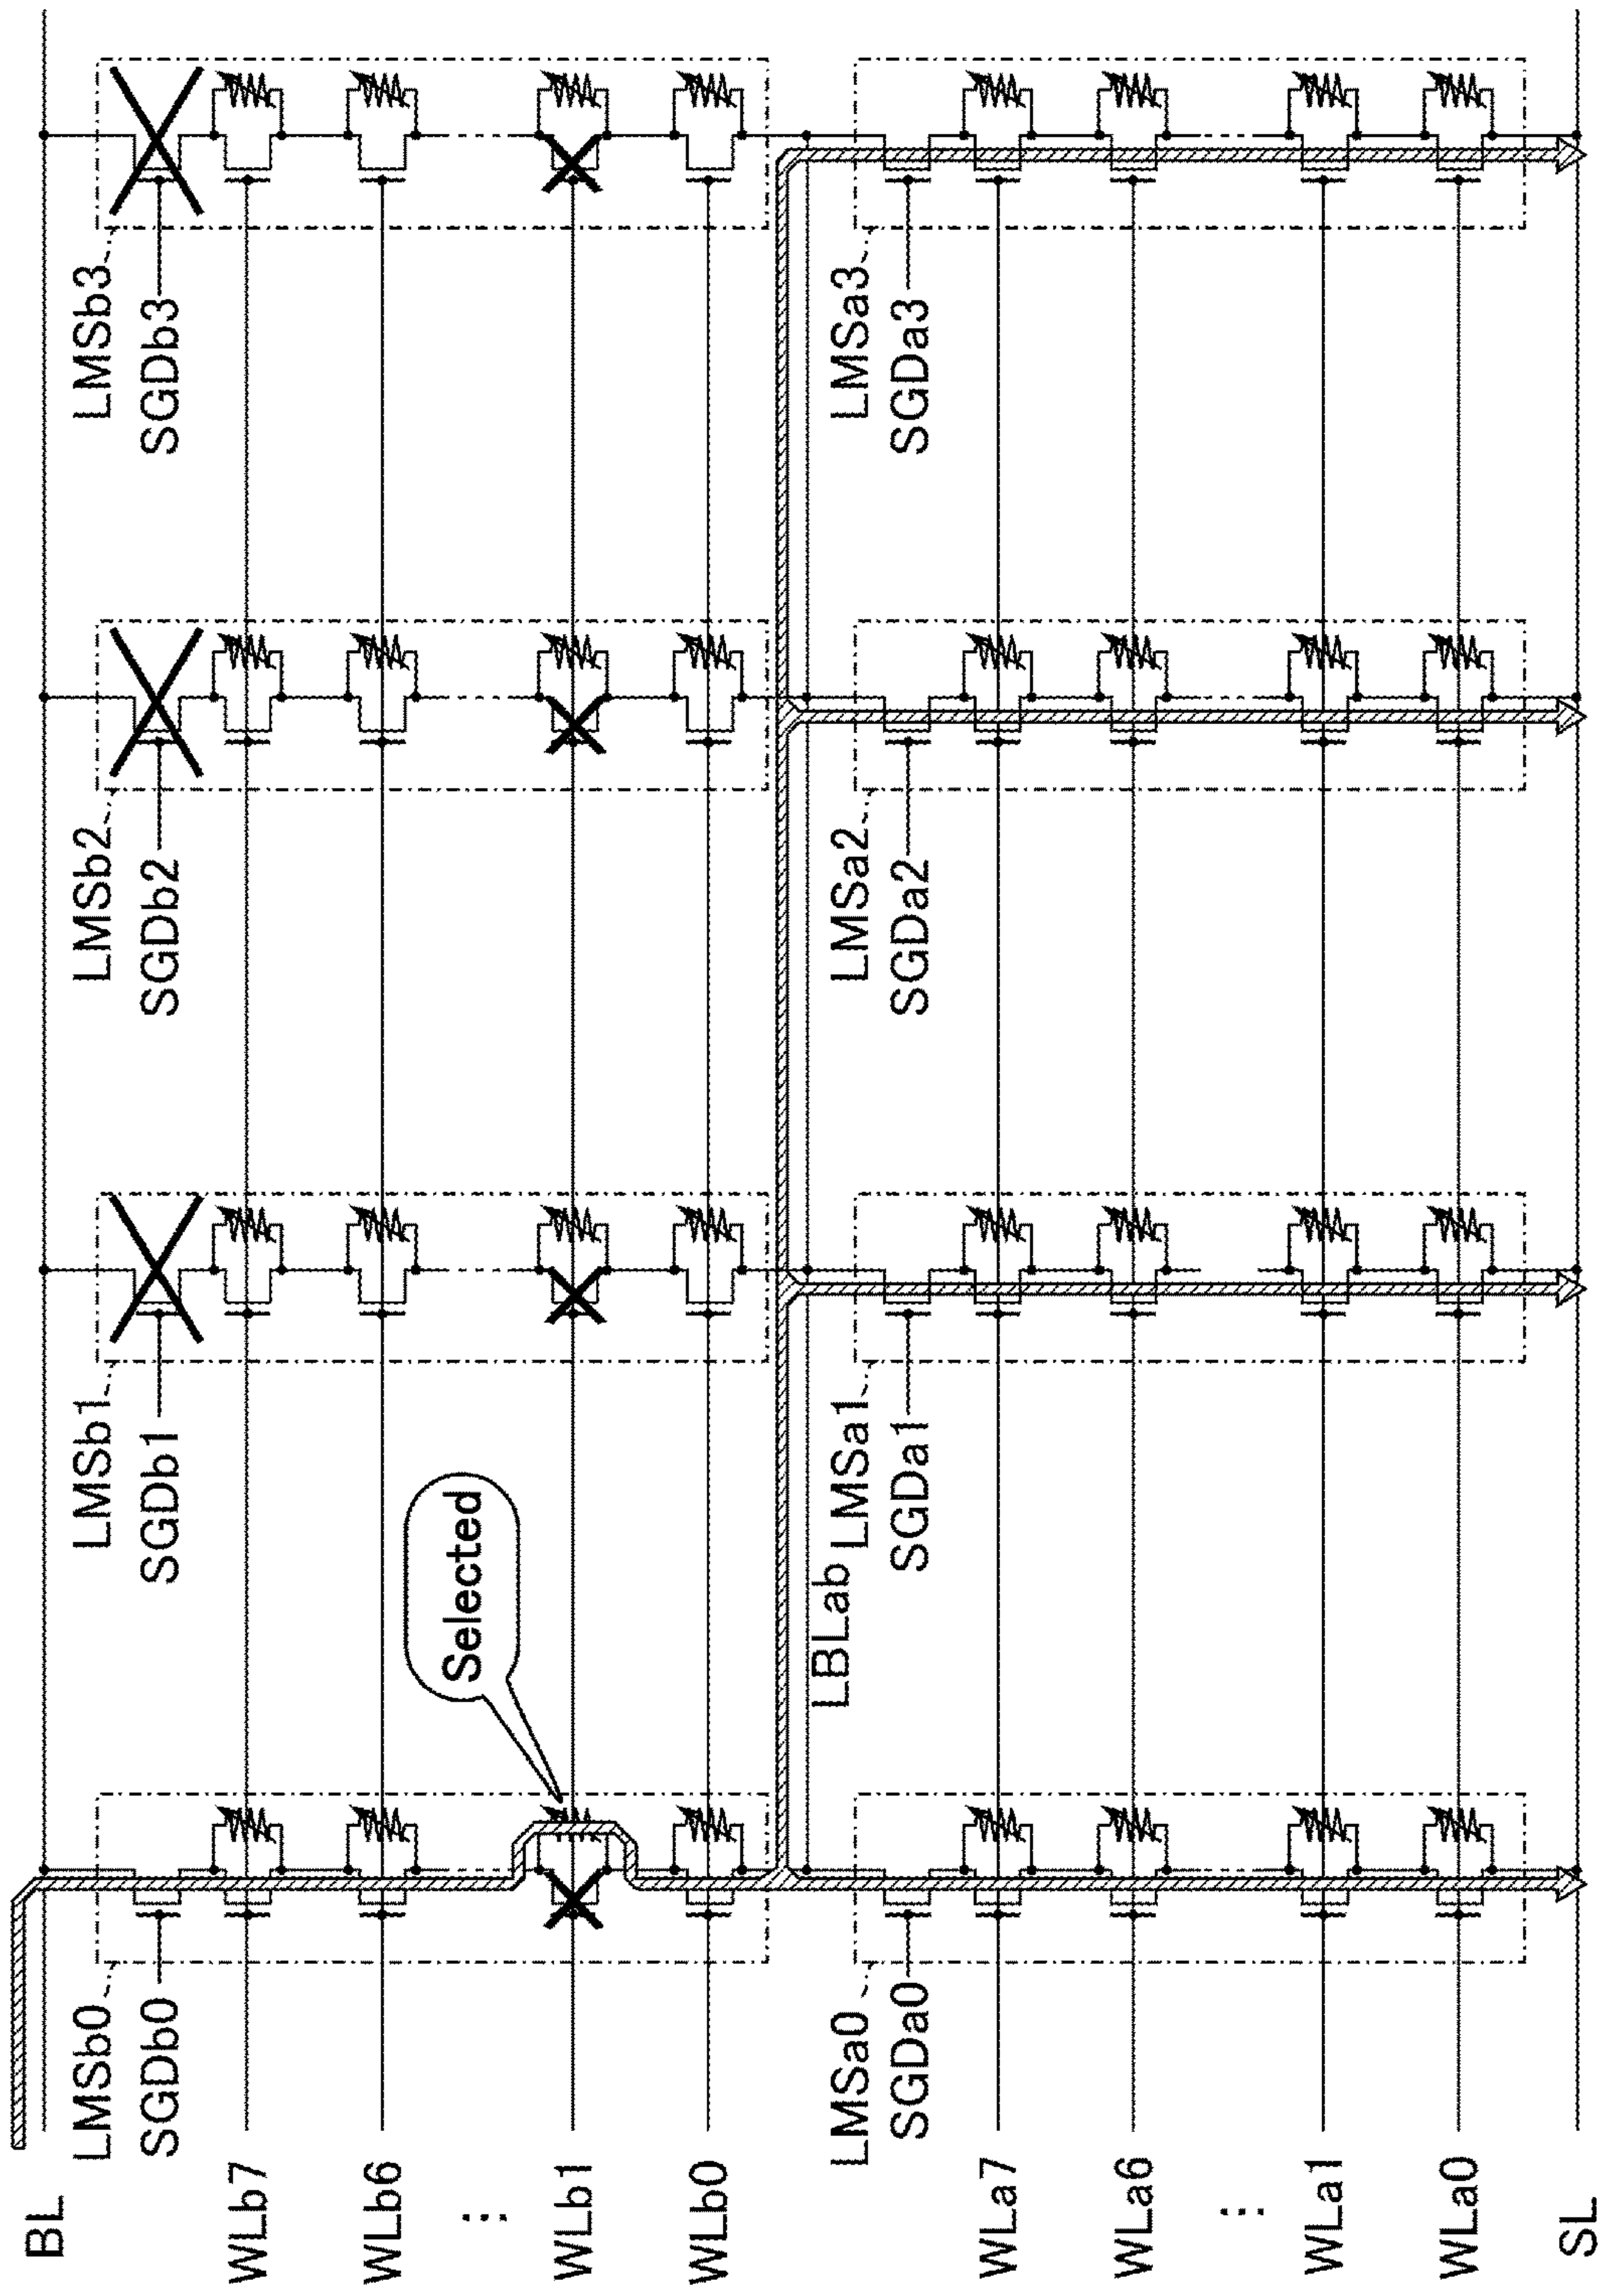 BL
LMSb0
SGDb0
LMSb1
SGDb1
LMSb2
SGDb2
LMSb3
SGDb3
WLb7
WLb6
⋮
WLb1
WLb0
Selected
LBLab
LMSa0
SGDa0
LMSa1
SGDa1
LMSa2
SGDa2
LMSa3
SGDa3
WLa7
WLa6
⋮
WLa1
WLa0
SL